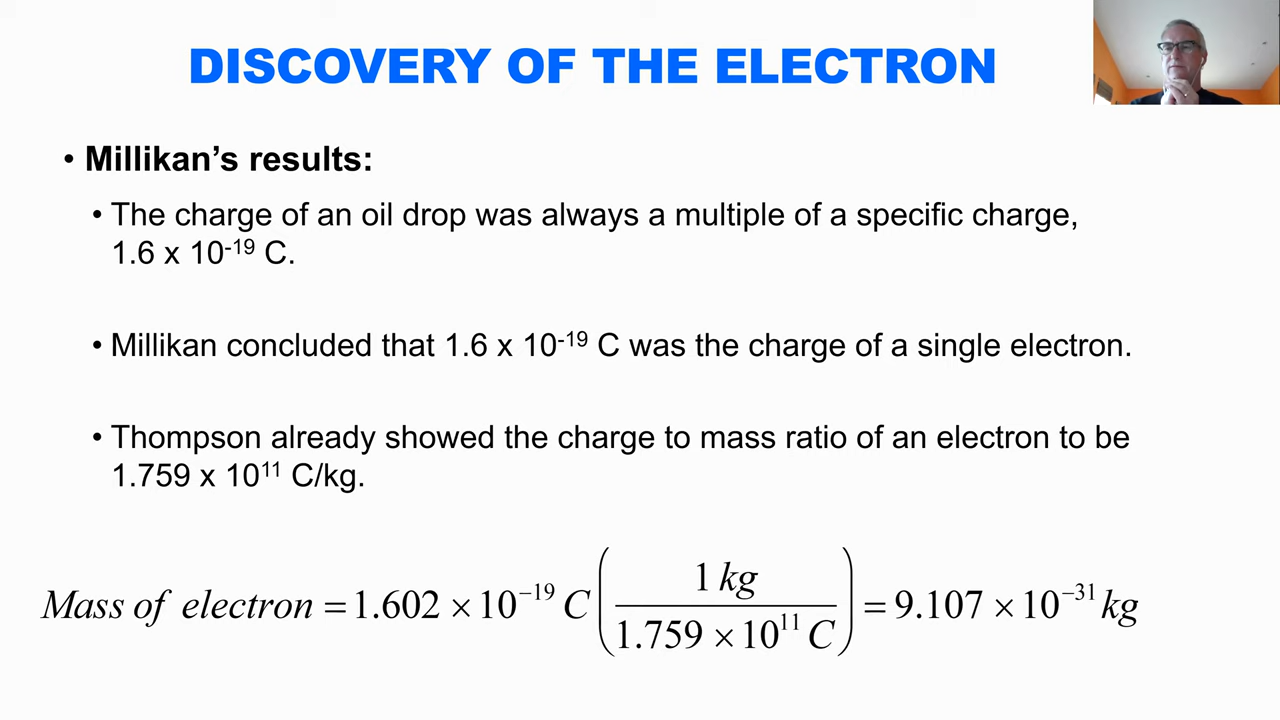 DISCOVERY OF THE ELECTRON
• Millikan’s results:
• The charge of an oil drop was always a multiple of a specific charge,
1.6 x 10⁻¹⁹ C.
• Millikan concluded that 1.6 x 10⁻¹⁹ C was the charge of a single electron.
• Thompson already showed the charge to mass ratio of an electron to be
1.759 x 10¹¹ C/kg.
Mass of electron = 1.602 × 10⁻¹⁹ C (1 kg / 1.759 × 10¹¹ C) = 9.107 × 10⁻³¹ kg